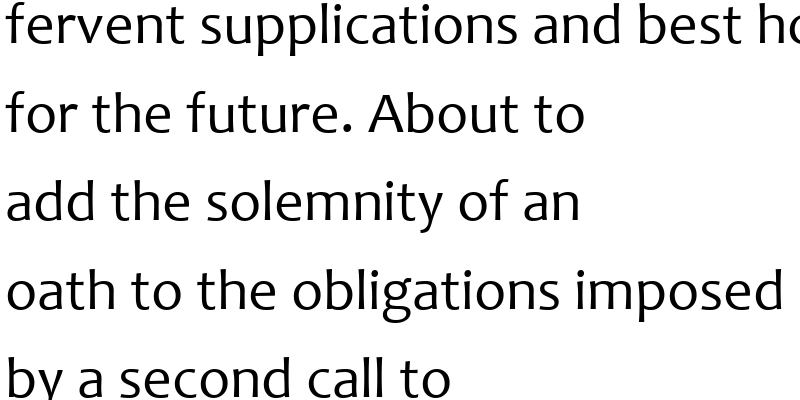 fervent supplications and best
for the future. About to
add the solemnity of an
oath to the obligations imposed
by a second call to